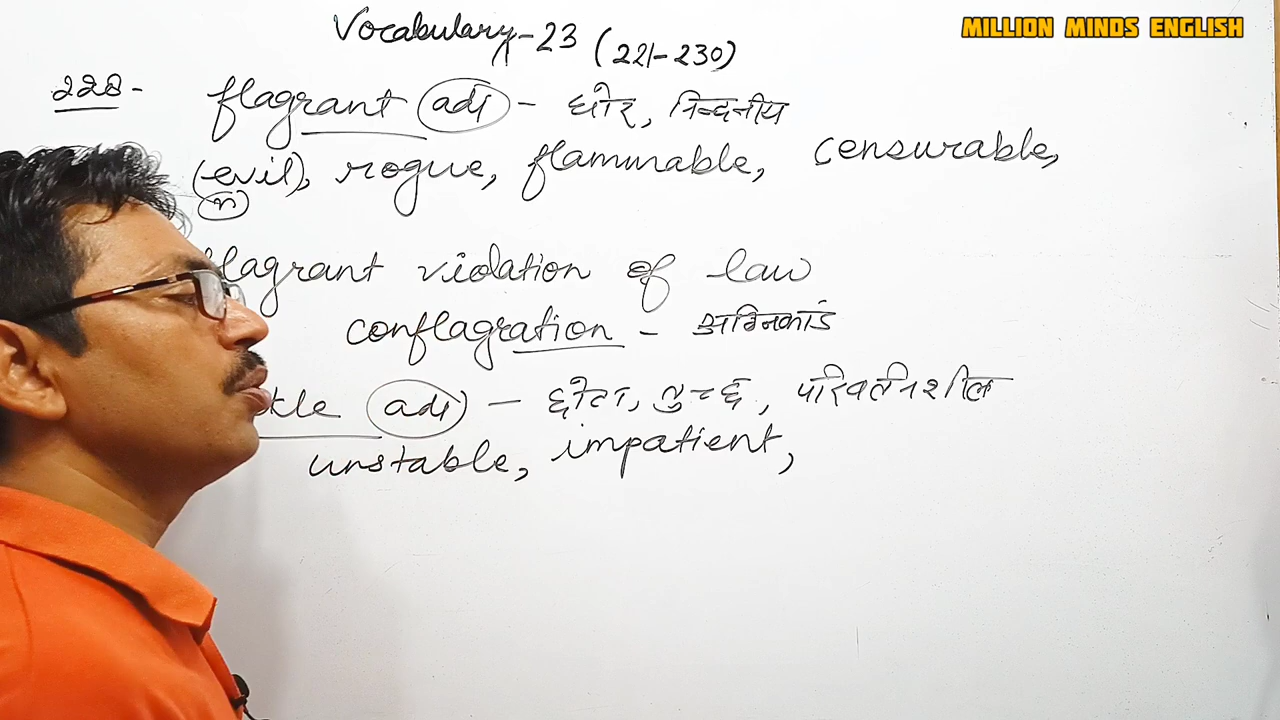 MILLION MINDS ENGLISH
Vocabulary-23 (221-230)
228- flagrant (adj) - घोर, निन्दनीय
(evil), rogue, flammable, censurable,
(n)
flagrant violation of law
conflagration - अग्निकांड
kle (adj) - छोटा, तुच्छ, परिवर्तनशील
unstable, impatient,